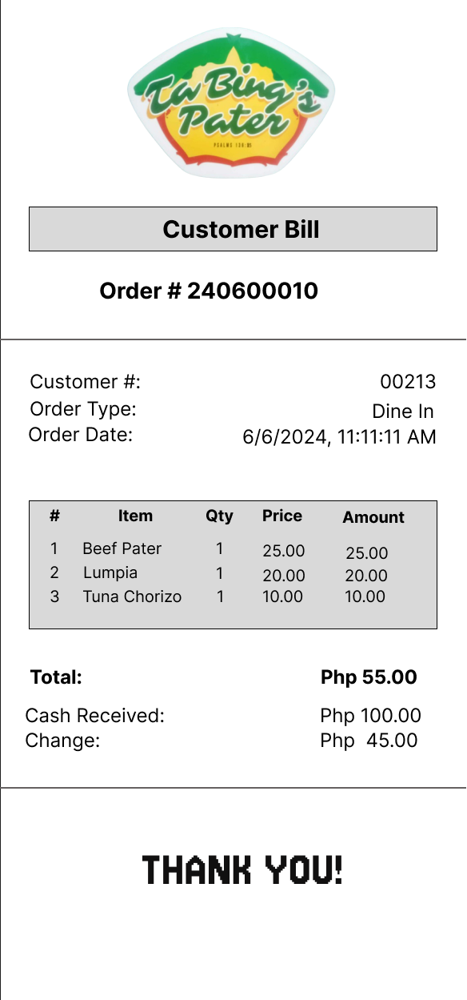 Ta Bing's
Pater
Customer Bill
Order # 240600010
Customer #: 00213
Order Type: Dine In
Order Date: 6/6/2024, 11:11:11 AM
# Item Qty Price Amount
1 Beef Pater 1 25.00 25.00
2 Lumpia 1 20.00 20.00
3 Tuna Chorizo 1 10.00 10.00
Total: Php 55.00
Cash Received: Php 100.00
Change: Php 45.00
THANK YOU!